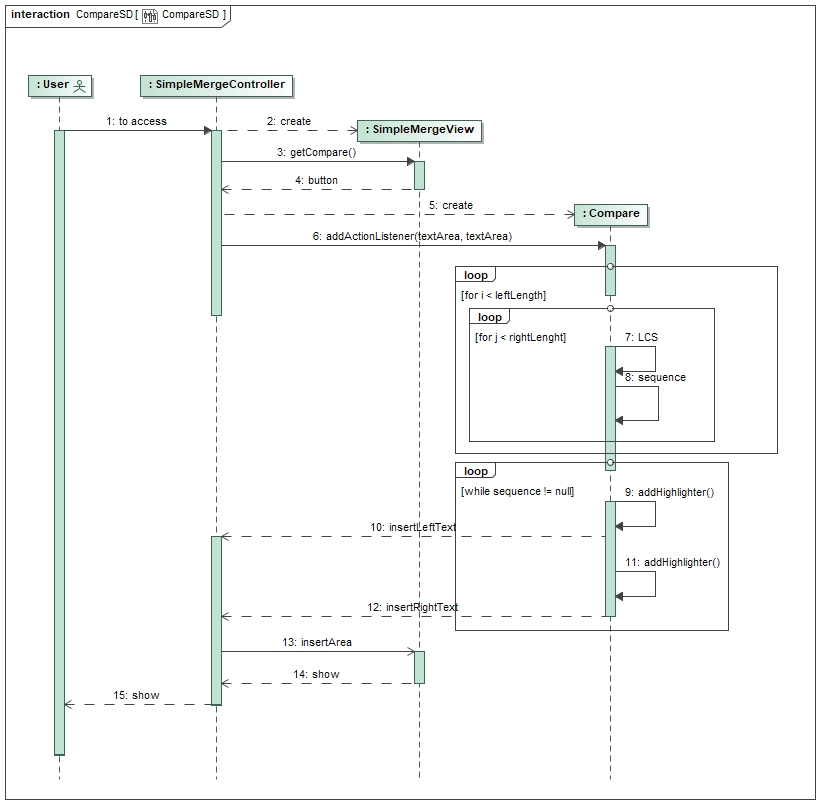 interaction CompareSD[ CompareSD ]
: User
: SimpleMergeController
1: to access
2: create
: SimpleMergeView
3: getCompare()
4: button
5: create
: Compare
6: addActionListener(textArea, textArea)
loop
[for i < leftLength]
loop
[for j < rightLenght]
7: LCS
8: sequence
loop
[while sequence != null]
9: addHighlighter()
10: insertLeftText
11: addHighlighter()
12: insertRightText
13: insertArea
14: show
15: show